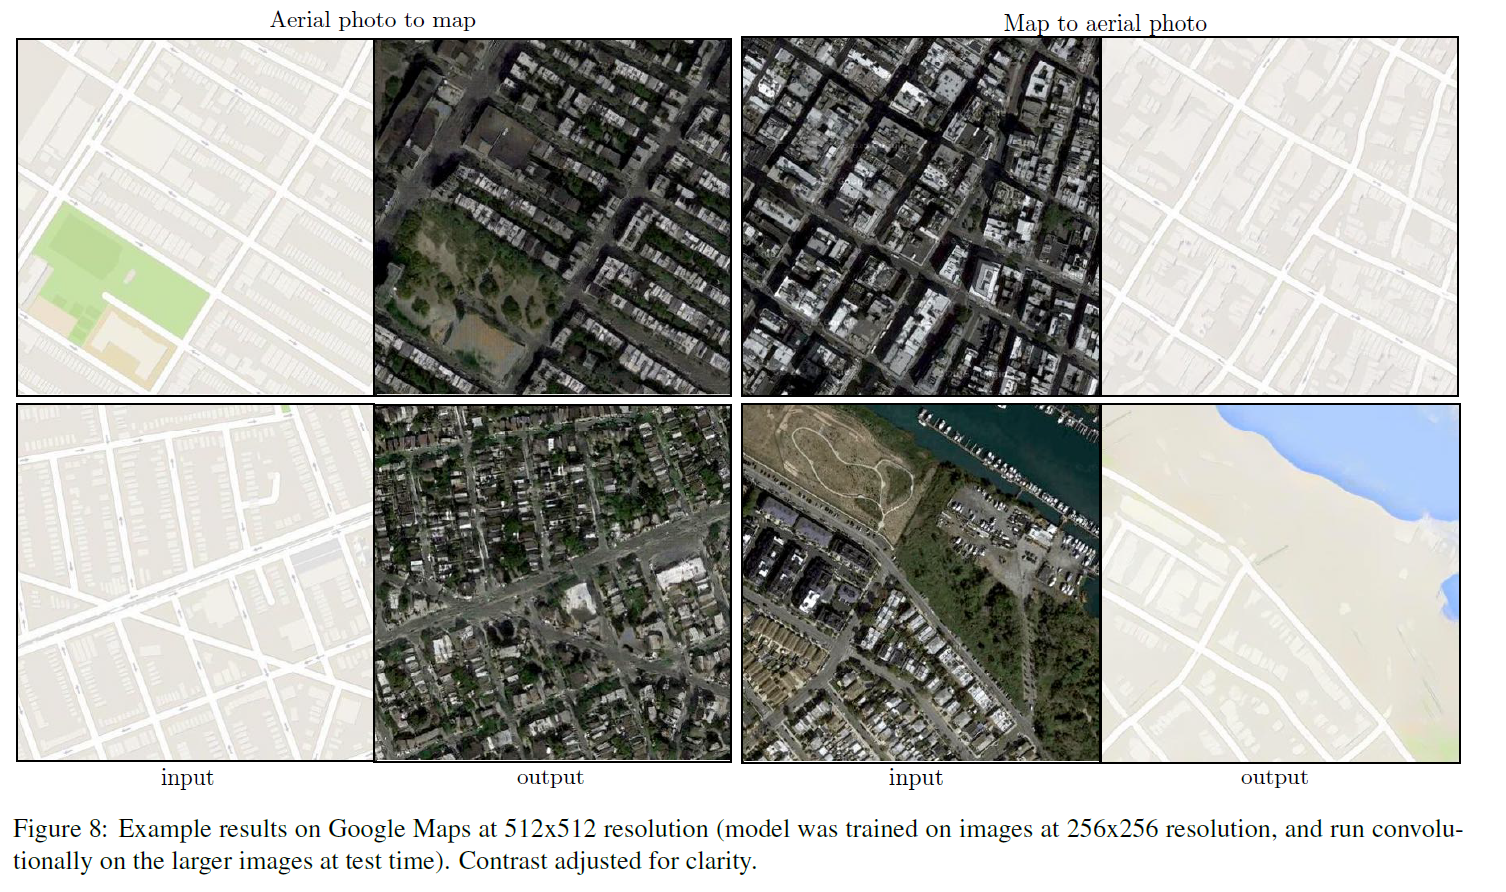 Aerial photo to map
Map to aerial photo
input
output
input
output
Figure 8: Example results on Google Maps at 512x512 resolution (model was trained on images at 256x256 resolution, and run convolu-
tionally on the larger images at test time). Contrast adjusted for clarity.